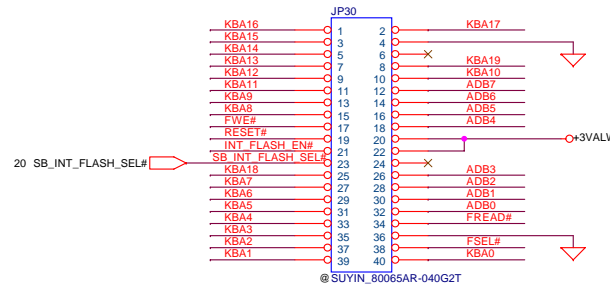 JP30
KBA16 1 2 KBA17
KBA15 3 4
KBA14 5 6
KBA13 7 8 KBA19
KBA12 9 10 KBA10
KBA11 11 12 ADB7
KBA9 13 14 ADB6
KBA8 15 16 ADB5
FWE# 17 18 ADB4
RESET# 19 20 +3VALW
INT_FLASH_EN# 21 22
20 SB_INT_FLASH_SEL# SB_INT_FLASH_SEL# 23 24
KBA18 25 26 ADB3
KBA7 27 28 ADB2
KBA6 29 30 ADB1
KBA5 31 32 ADB0
KBA4 33 34 FREAD#
KBA3 35 36
KBA2 37 38 FSEL#
KBA1 39 40 KBA0
@SUYIN_80065AR-040G2T